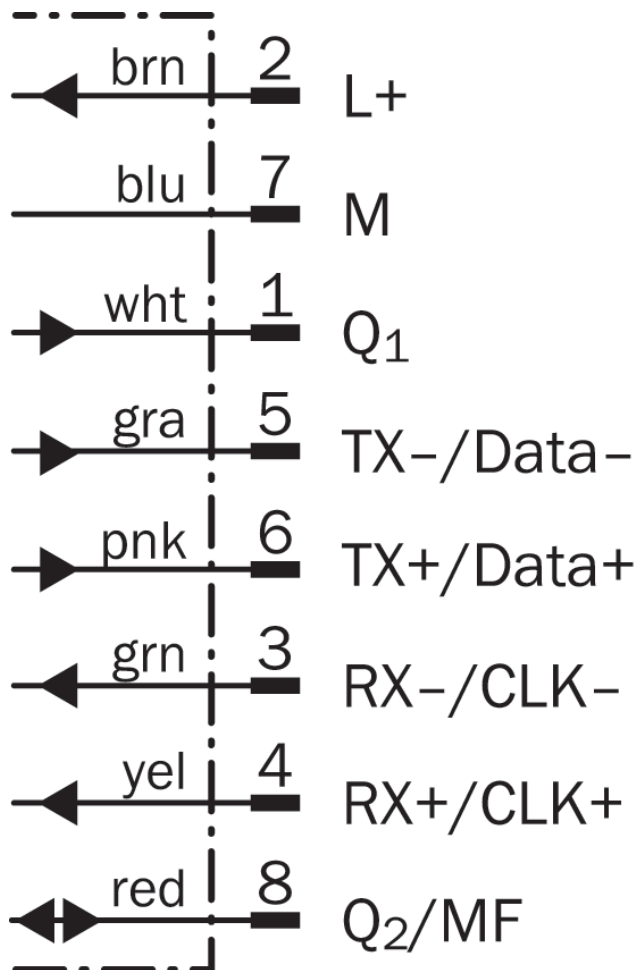 brn 2 L+
blu 7 M
wht 1 Q₁
gra 5 TX–/Data–
pnk 6 TX+/Data+
grn 3 RX–/CLK–
yel 4 RX+/CLK+
red 8 Q₂/MF